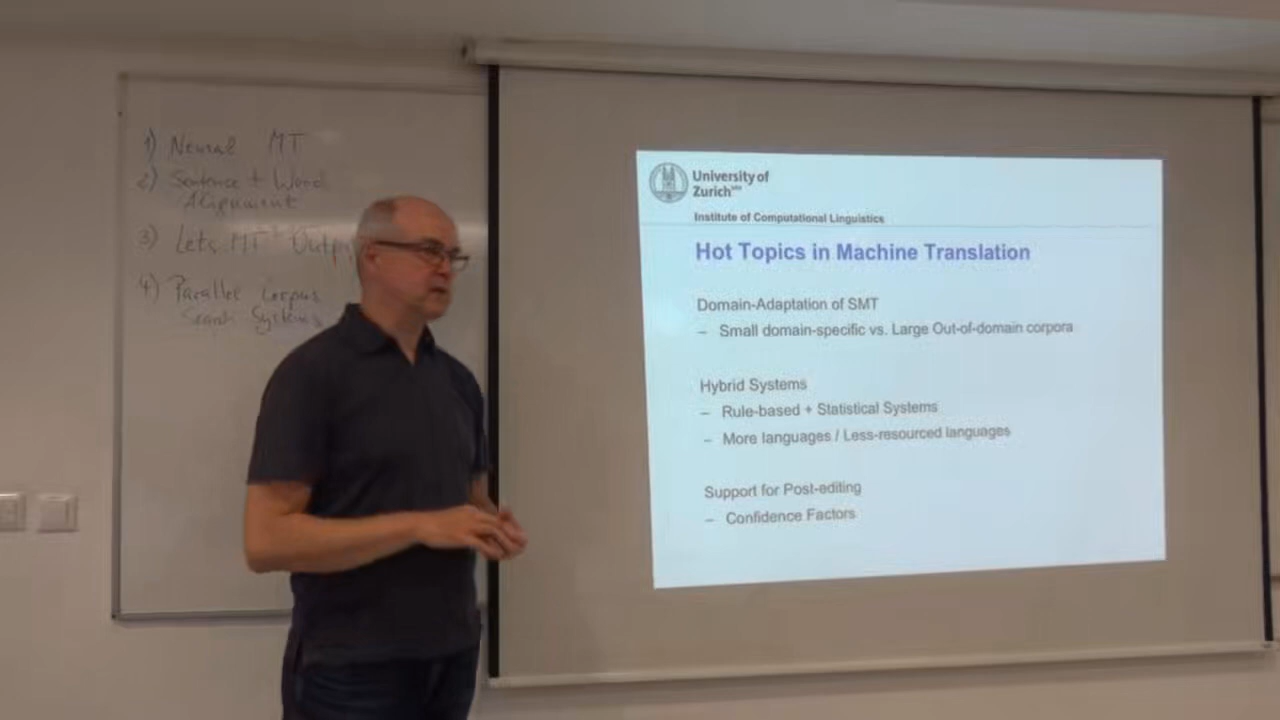 1) Neural MT
2) Sentence + Word
Alignment
3) Lets MT Outp
4) Parallel Corpus
Search Systems
University of
Zurich
Institute of Computational Linguistics
Hot Topics in Machine Translation
Domain-Adaptation of SMT
– Small domain-specific vs. Large Out-of-domain corpora
Hybrid Systems
– Rule-based + Statistical Systems
– More languages / Less-resourced languages
Support for Post-editing
– Confidence Factors